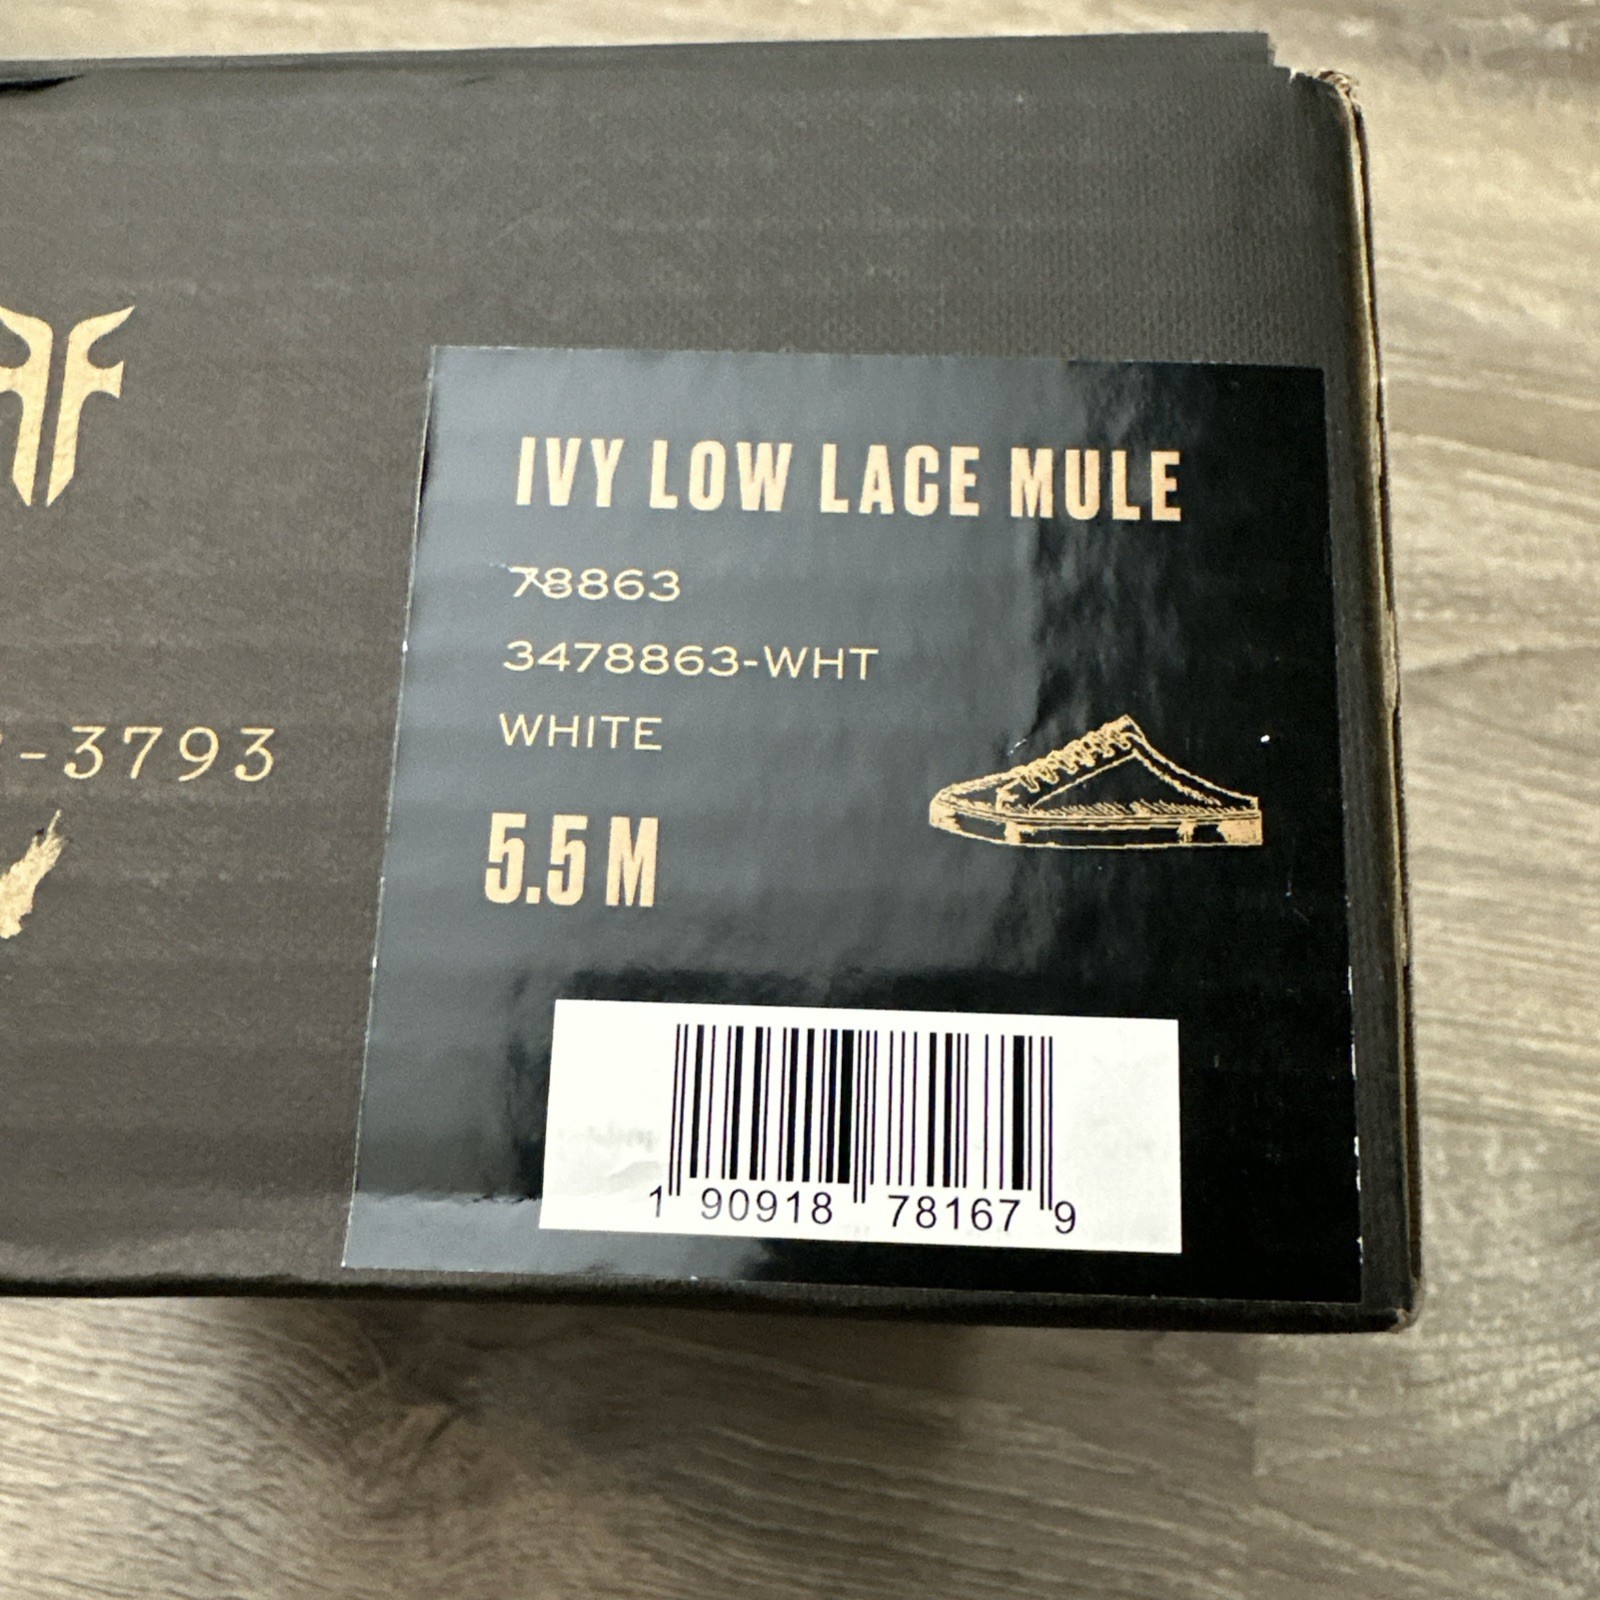 IVY LOW LACE MULE
78863
3478863-WHT
WHITE
5.5 M
-3793
1 90918 78167 9